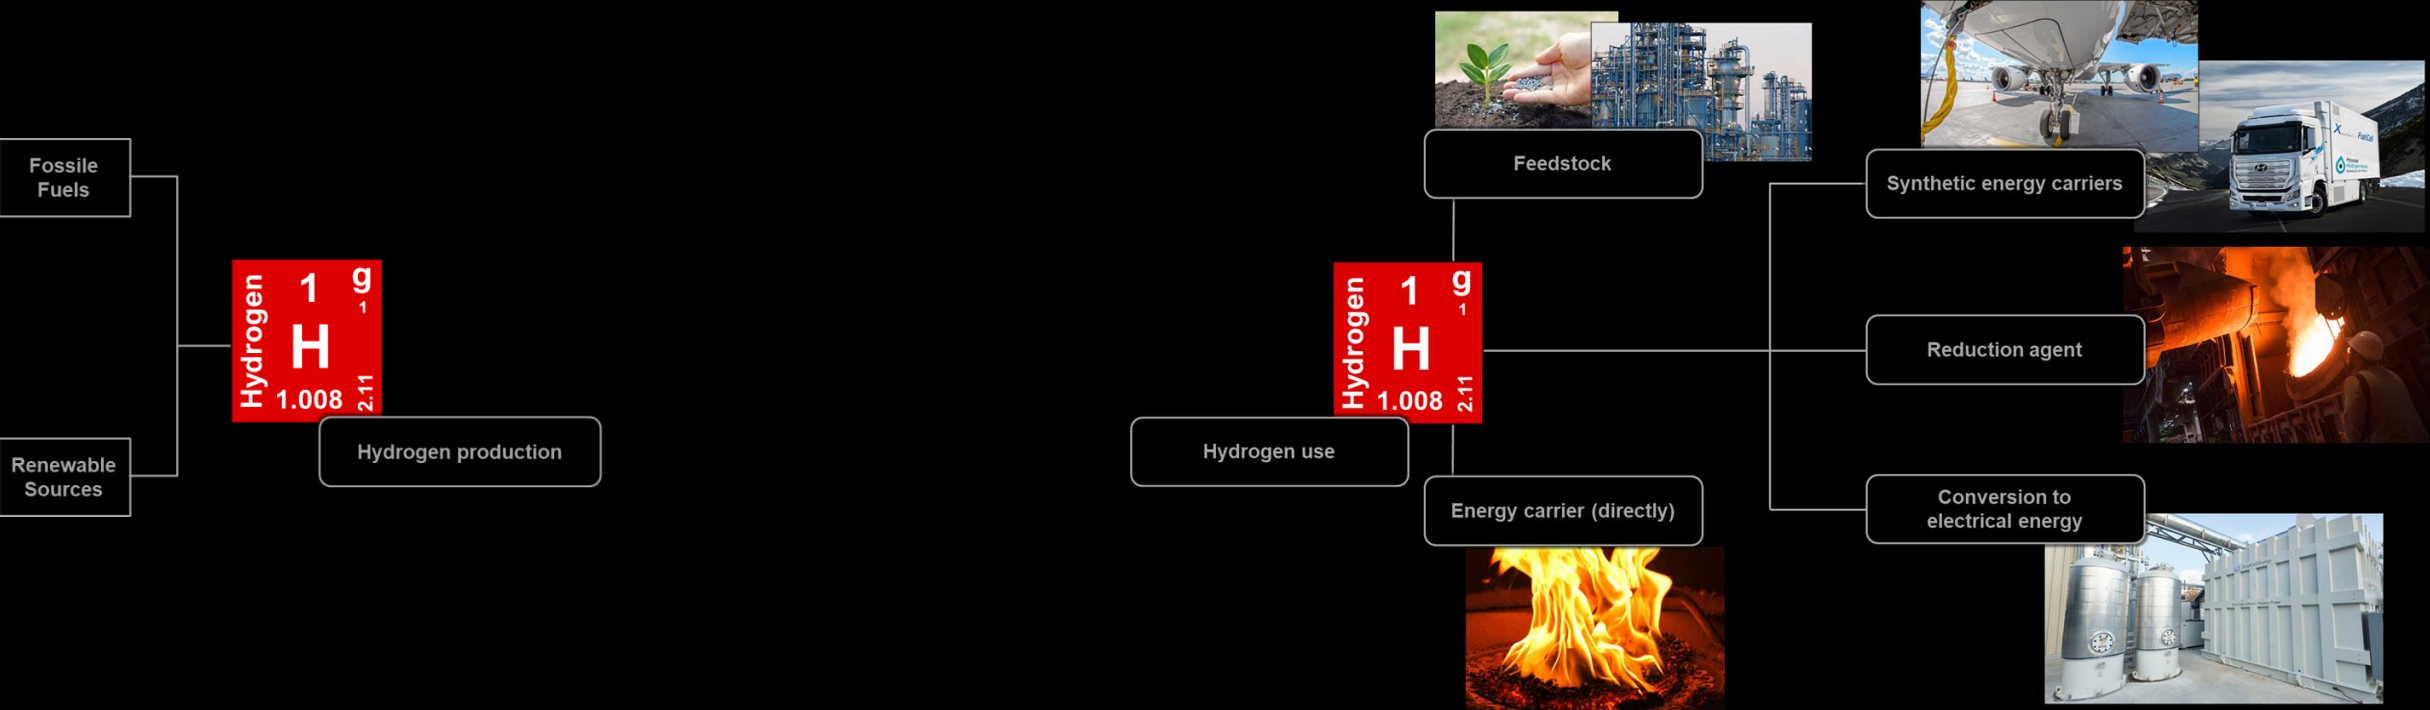 Fossile
Fuels
Renewable
Sources
Hydrogen
1
g
1
H
1.008
2.11
Hydrogen production
Hydrogen use
Hydrogen
1
g
1
H
1.008
2.11
Feedstock
Energy carrier (directly)
Synthetic energy carriers
Reduction agent
Conversion to
electrical energy
FuelCell